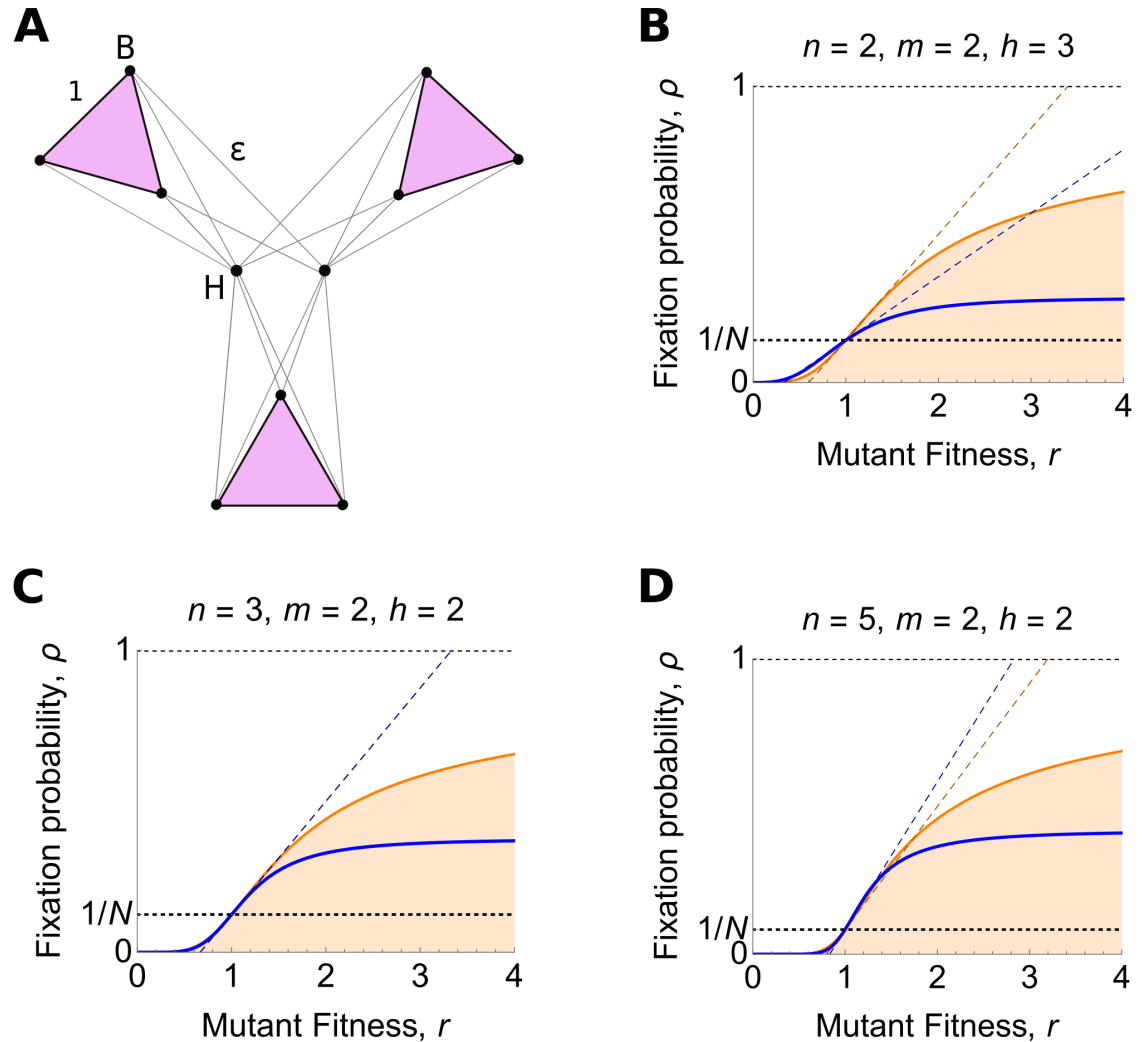 A
B
1
ε
H
B
n = 2, m = 2, h = 3
Fixation probability, ρ
1
1/N
0
0 1 2 3 4
Mutant Fitness, r
C
n = 3, m = 2, h = 2
Fixation probability, ρ
1
1/N
0
0 1 2 3 4
Mutant Fitness, r
D
n = 5, m = 2, h = 2
Fixation probability, ρ
1
1/N
0
0 1 2 3 4
Mutant Fitness, r